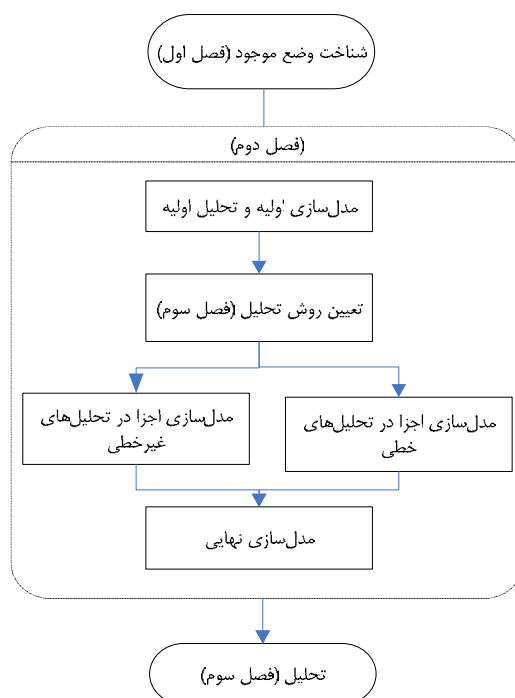 شناخت وضع موجود (فصل اول)
(فصل دوم)
مدل‌سازی اولیه و تحلیل اولیه
تعیین روش تحلیل (فصل سوم)
مدل‌سازی اجزا در تحلیل‌های
خطی
مدل‌سازی اجزا در تحلیل‌های
غیرخطی
مدل‌سازی نهایی
تحلیل (فصل سوم)